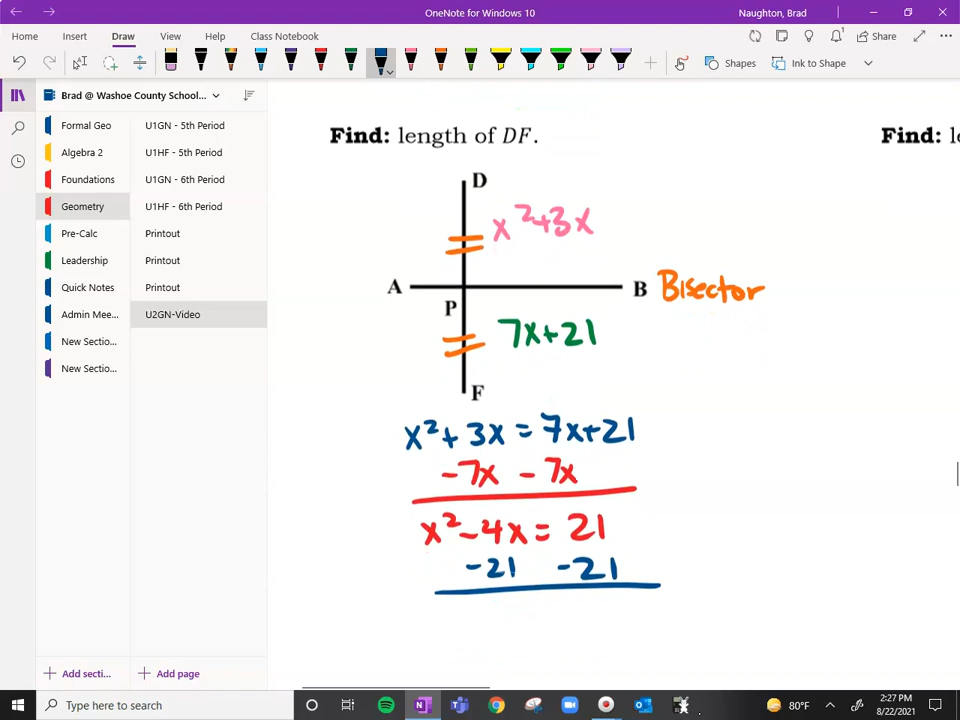 OneNote for Windows 10
Naughton, Brad
Home Insert Draw View Help Class Notebook
Share
Shapes Ink to Shape
Brad @ Washoe County School...
Formal Geo
Algebra 2
Foundations
Geometry
Pre-Calc
Leadership
Quick Notes
Admin Mee...
New Sectio...
New Sectio...
Add secti...
U1GN - 5th Period
U1HF - 5th Period
U1GN - 6th Period
U1HF - 6th Period
Printout
Printout
Printout
U2GN-Video
Add page
Find: length of DF.
Find: le
D
x²+3x
A
B Bisector
P
7x+21
F
x²+3x = 7x+21
-7x -7x
x²-4x = 21
-21 -21
Type here to search
80°F
2:27 PM
8/22/2021